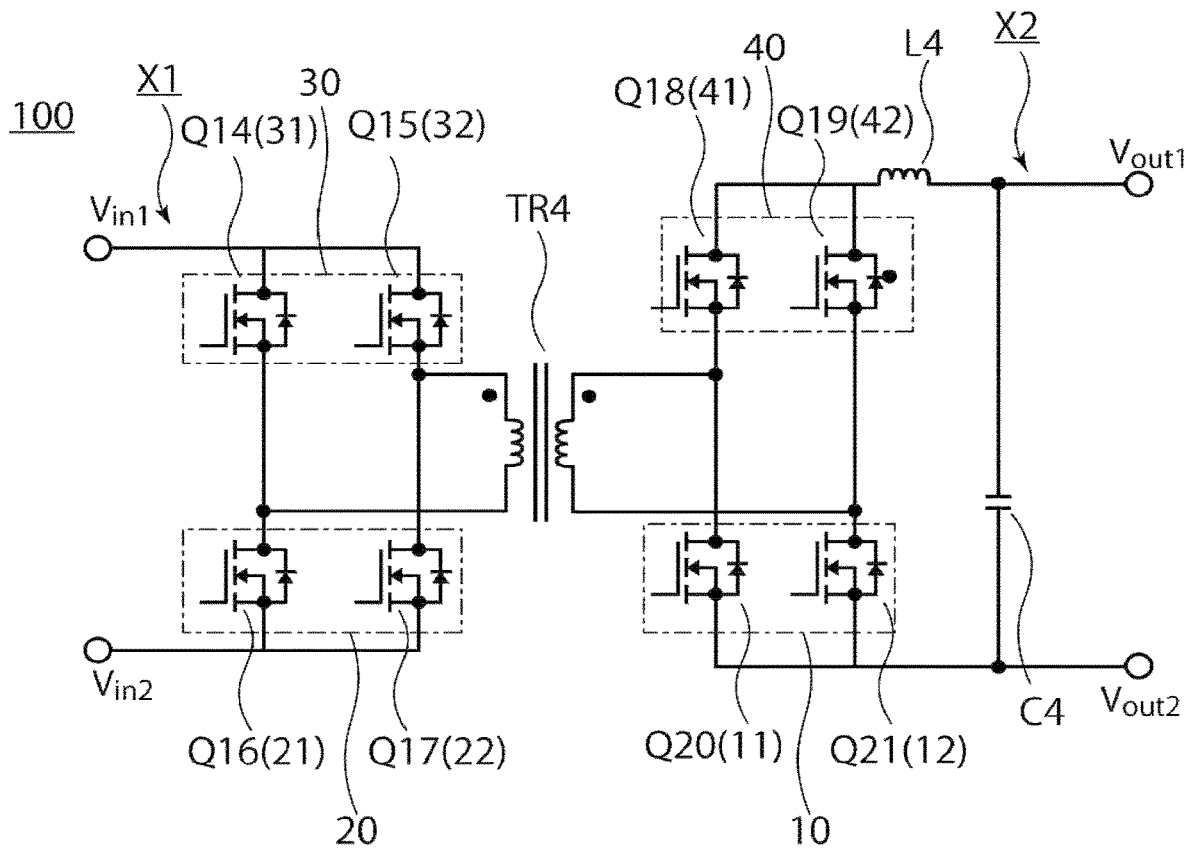 100
X1
30
Q14(31)
Q15(32)
Vin1
TR4
Q18(41)
40
Q19(42)
L4
X2
Vout1
Vin2
Q16(21)
Q17(22)
20
Q20(11)
Q21(12)
10
C4
Vout2